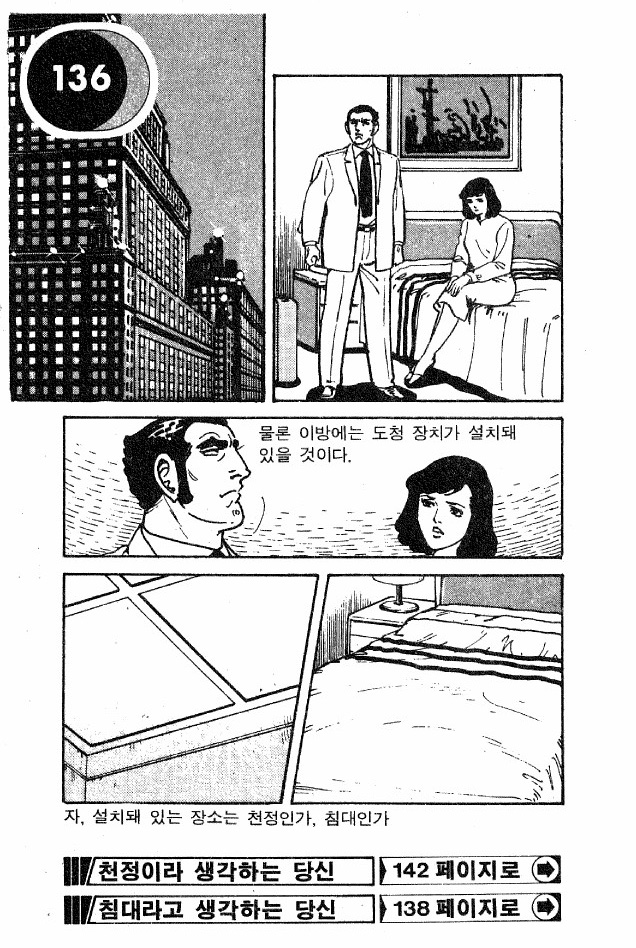 136
물론 이방에는 도청 장치가 설치돼
있을 것이다.
자, 설치돼 있는 장소는 천정인가, 침대인가
천정이라 생각하는 당신 142 페이지로
침대라고 생각하는 당신 138 페이지로